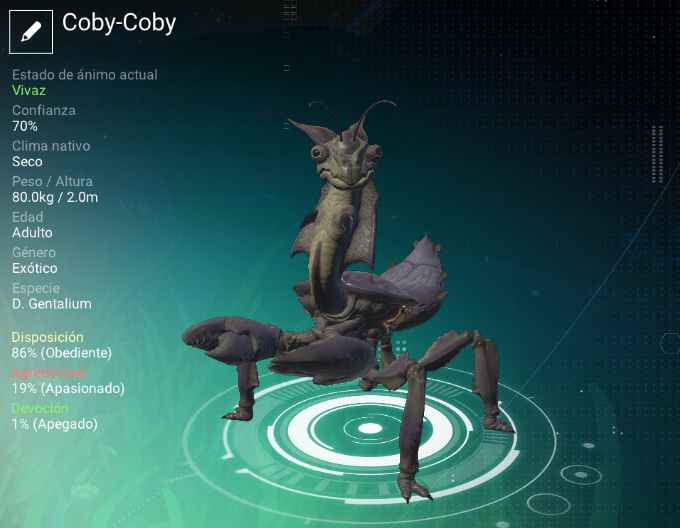 Coby-Coby
Estado de ánimo actual
Vivaz
Confianza
70%
Clima nativo
Seco
Peso / Altura
80.0kg / 2.0m
Edad
Adulto
Género
Exótico
Especie
D. Gentalium
Disposición
86% (Obediente)
Agresividad
19% (Apasionado)
Devoción
1% (Apegado)